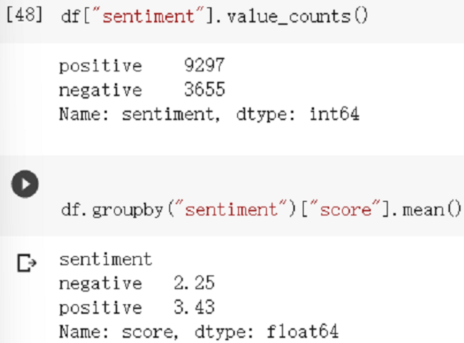 [48] df["sentiment"].value_counts()
positive 9297
negative 3655
Name: sentiment, dtype: int64
df.groupby("sentiment")["score"].mean()
sentiment
negative 2.25
positive 3.43
Name: score, dtype: float64